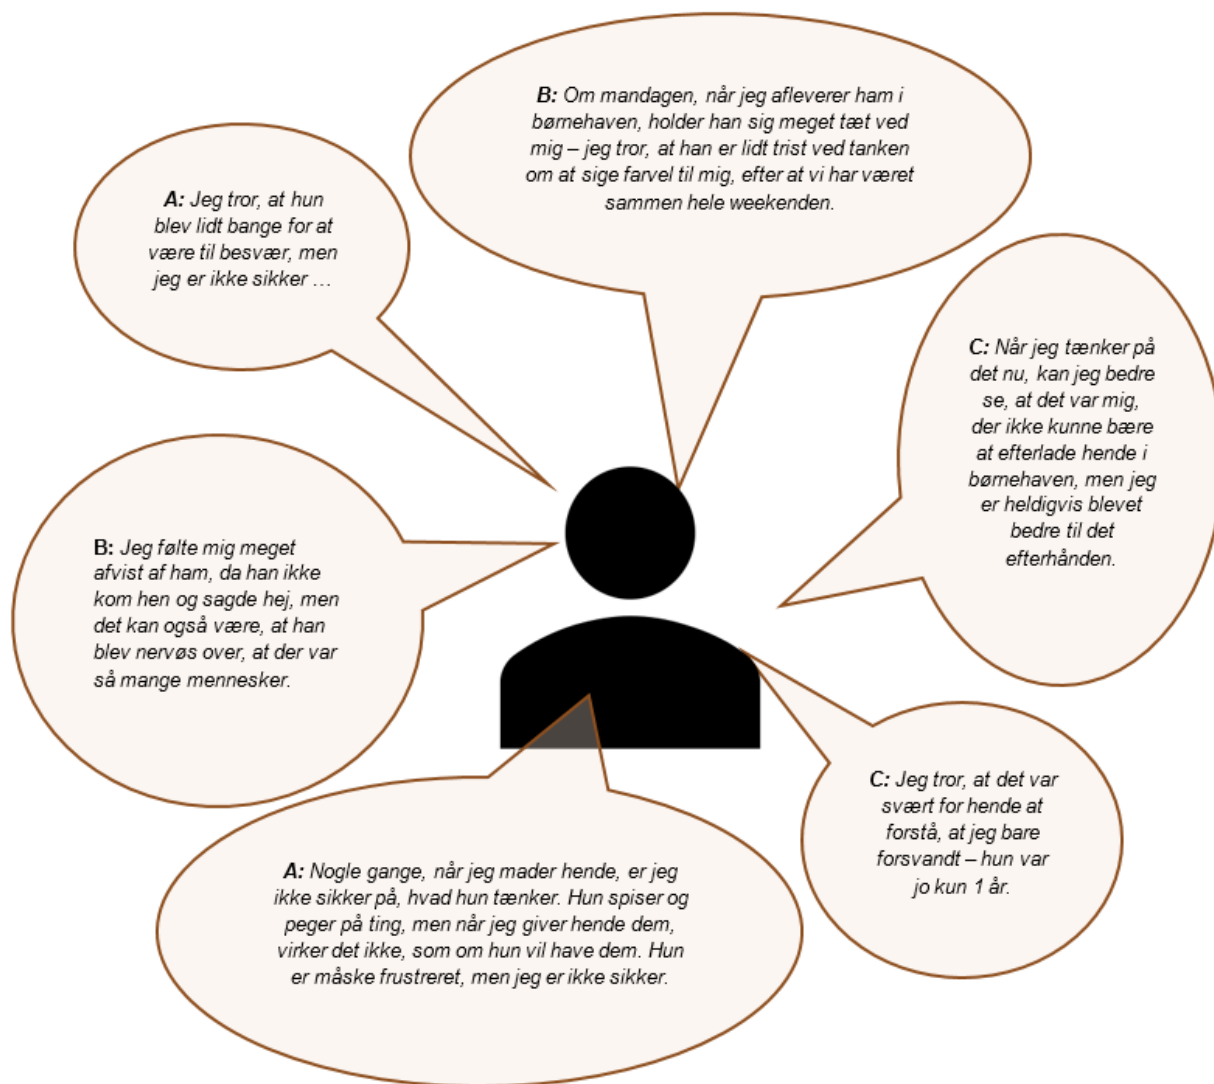 B: Om mandagen, når jeg afleverer ham i
børnehaven, holder han sig meget tæt ved
mig – jeg tror, at han er lidt trist ved tanken
om at sige farvel til mig, efter at vi har været
sammen hele weekenden.
A: Jeg tror, at hun
blev lidt bange for at
være til besvær, men
jeg er ikke sikker …
C: Når jeg tænker på
det nu, kan jeg bedre
se, at det var mig,
der ikke kunne bære
at efterlade hende i
børnehaven, men jeg
er heldigvis blevet
bedre til det
efterhånden.
B: Jeg følte mig meget
afvist af ham, da han ikke
kom hen og sagde hej, men
det kan også være, at han
blev nervøs over, at der var
så mange mennesker.
C: Jeg tror, at det var
svært for hende at
forstå, at jeg bare
forsvandt – hun var
jo kun 1 år.
A: Nogle gange, når jeg mader hende, er jeg
ikke sikker på, hvad hun tænker. Hun spiser og
peger på ting, men når jeg giver hende dem,
virker det ikke, som om hun vil have dem. Hun
er måske frustreret, men jeg er ikke sikker.